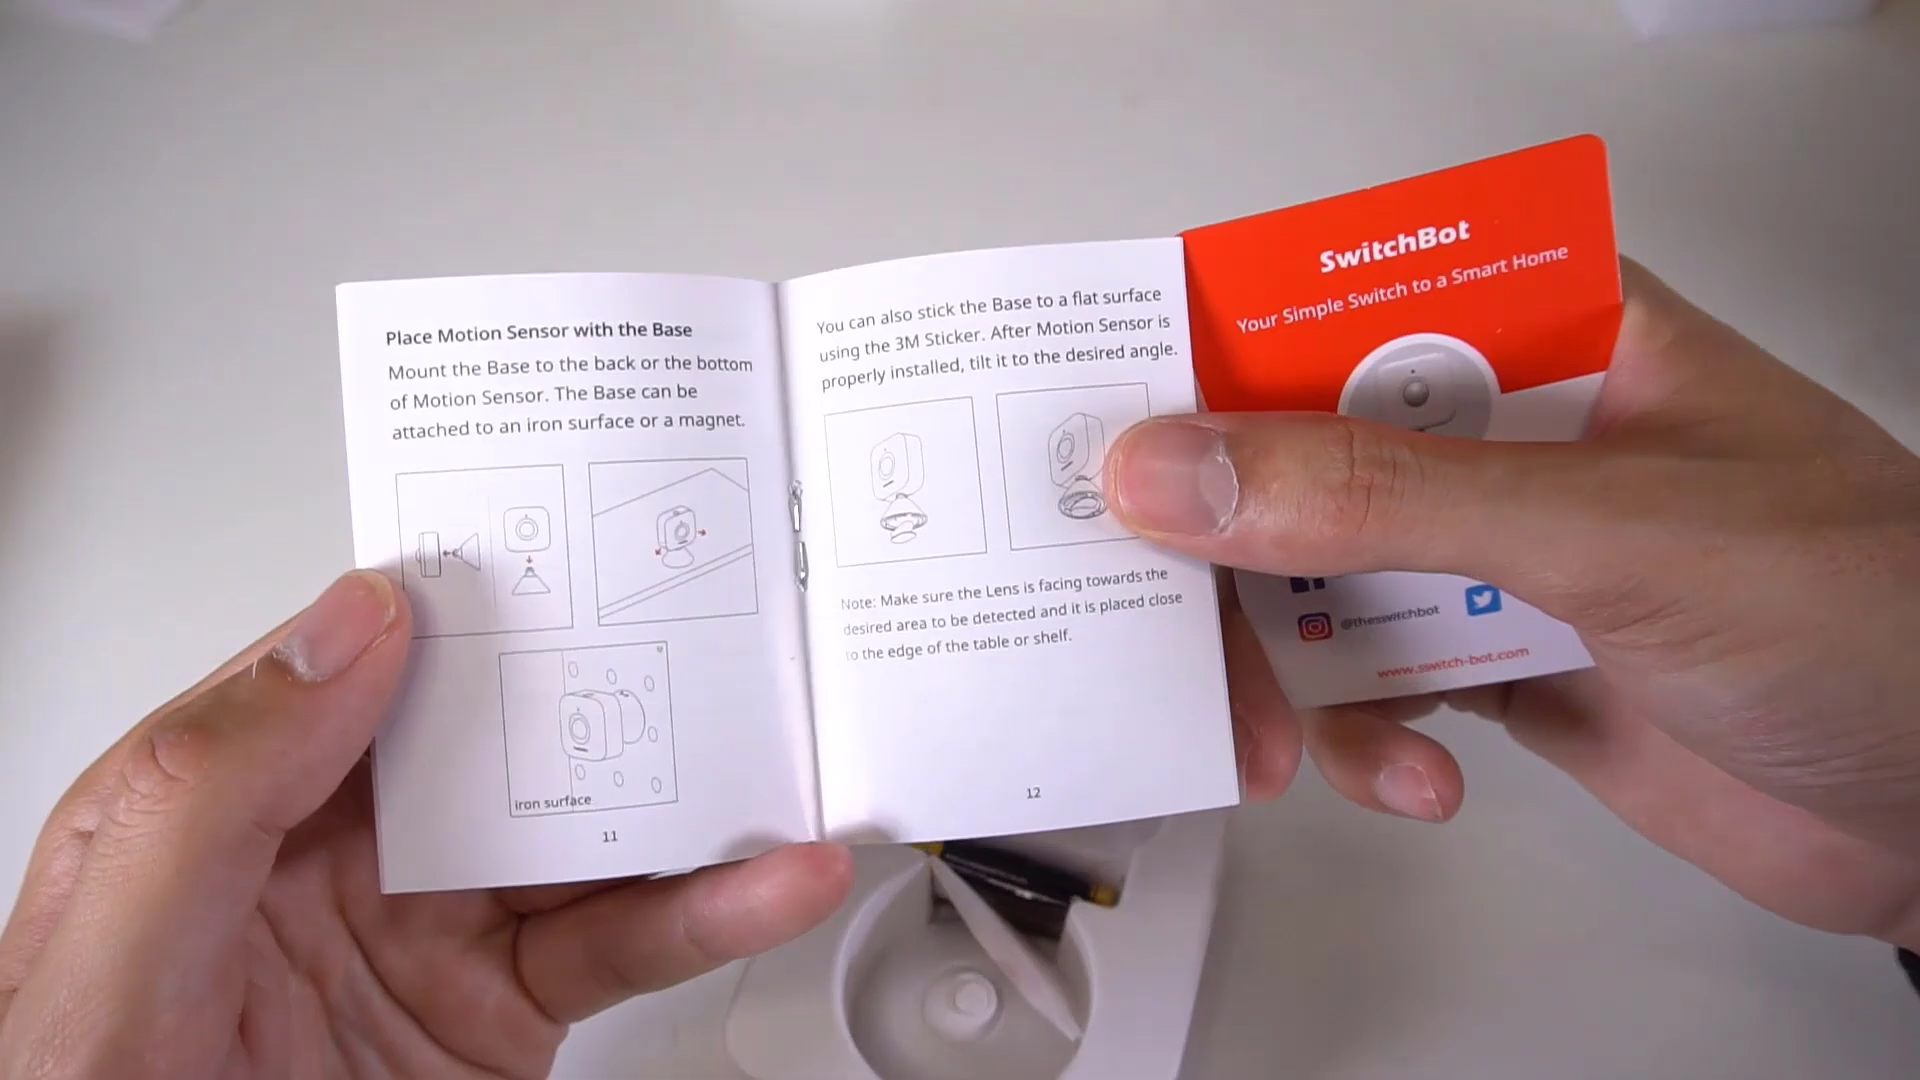 Place Motion Sensor with the Base
Mount the Base to the back or the bottom
of Motion Sensor. The Base can be
attached to an iron surface or a magnet.
iron surface
11
You can also stick the Base to a flat surface
using the 3M Sticker. After Motion Sensor is
properly installed, tilt it to the desired angle.
Note: Make sure the Lens is facing towards the
desired area to be detected and it is placed close
to the edge of the table or shelf.
12
SwitchBot
Your Simple Switch to a Smart Home
@theswitchbot
www.switch-bot.com